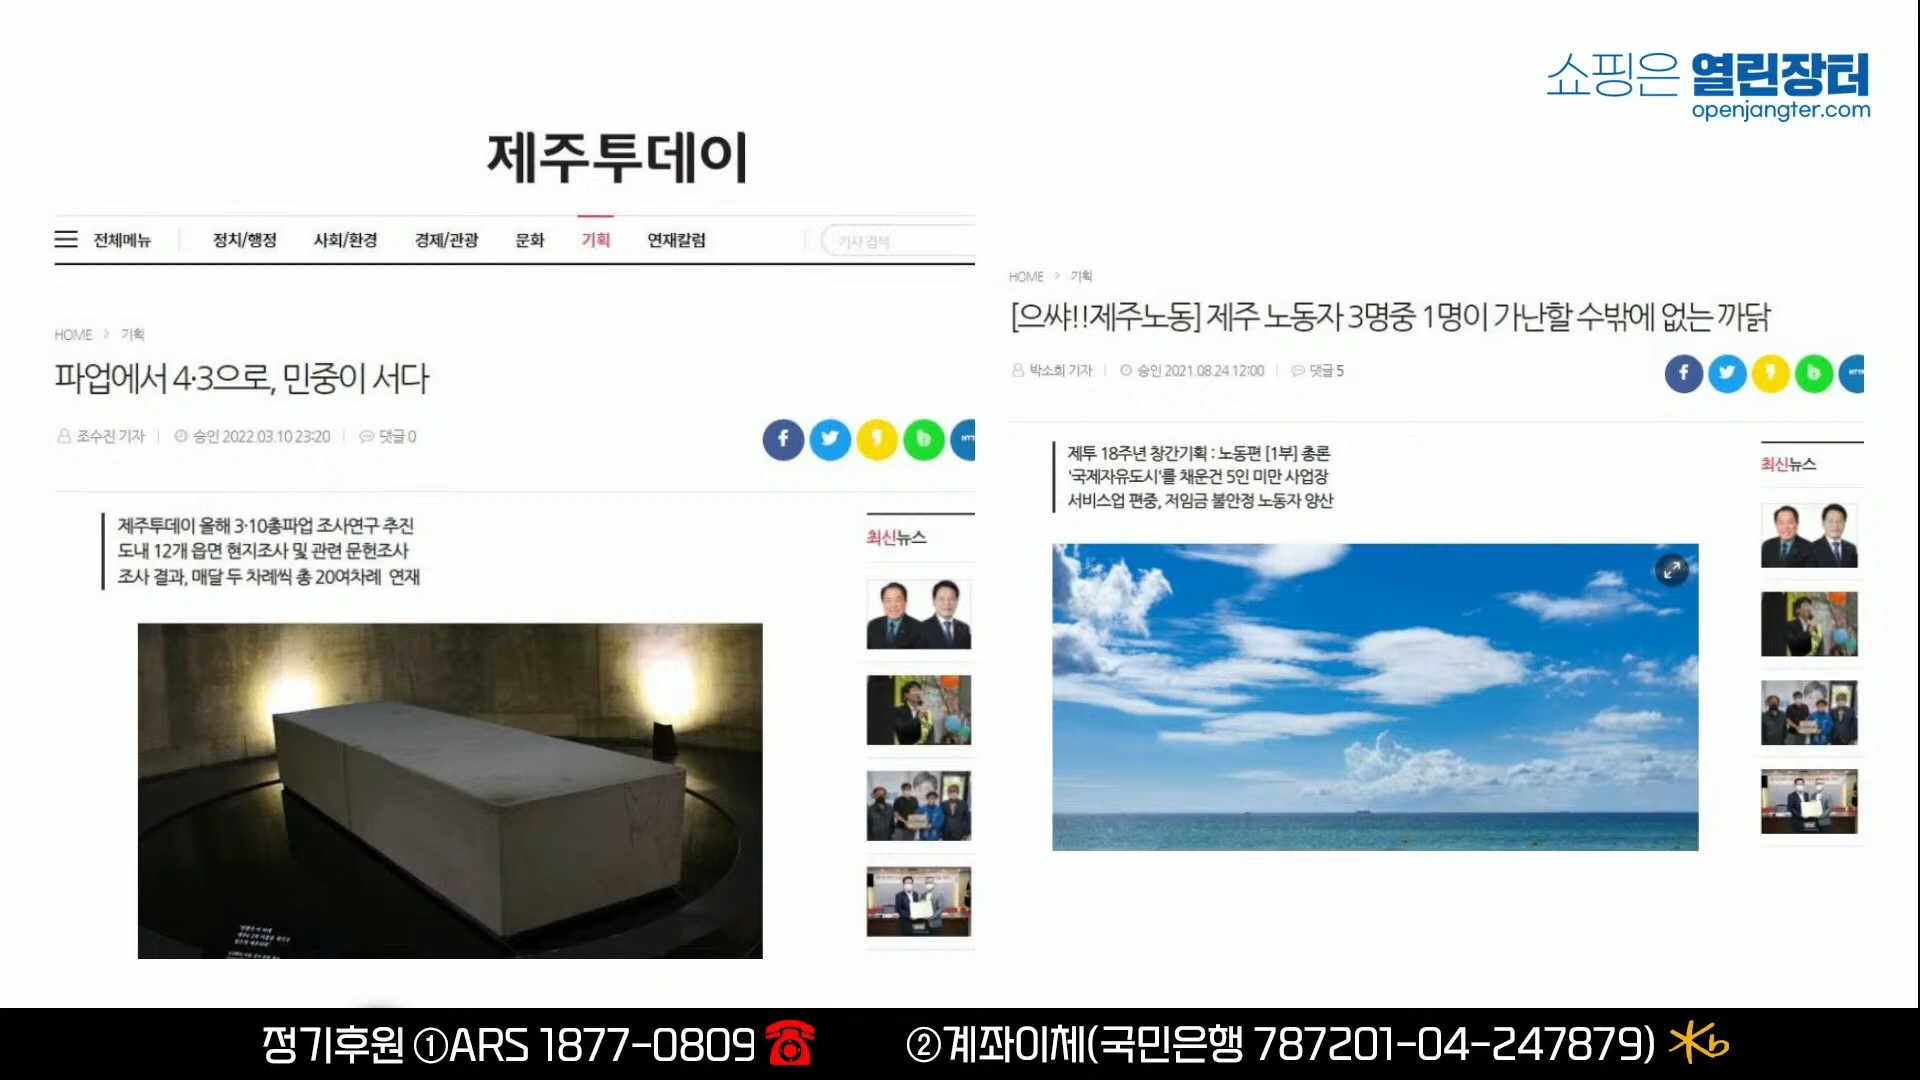 쇼핑은 열린장터
openjangter.com
제주투데이
전체메뉴 정치/행정 사회/환경 경제/관광 문화 기획 연재칼럼 기사 검색
HOME > 기획
파업에서 4·3으로, 민중이 서다
조수진 기자 | 승인 2022.03.10 23:20 | 댓글 0
제주투데이 올해 3·10총파업 조사연구 추진
도내 12개 읍면 현지조사 및 관련 문헌조사
조사 결과, 매달 두 차례씩 총 20여차례 연재
최신뉴스
HOME > 기획
[으쌰!!제주노동] 제주 노동자 3명중 1명이 가난할 수밖에 없는 까닭
박소희 기자 | 승인 2021.08.24 12:00 | 댓글 5
제투 18주년 창간기획 : 노동편 [1부] 총론
'국제자유도시'를 채운건 5인 미만 사업장
서비스업 편중, 저임금 불안정 노동자 양산
최신뉴스
정기후원 ①ARS 1877-0809 ②계좌이체(국민은행 787201-04-247879)